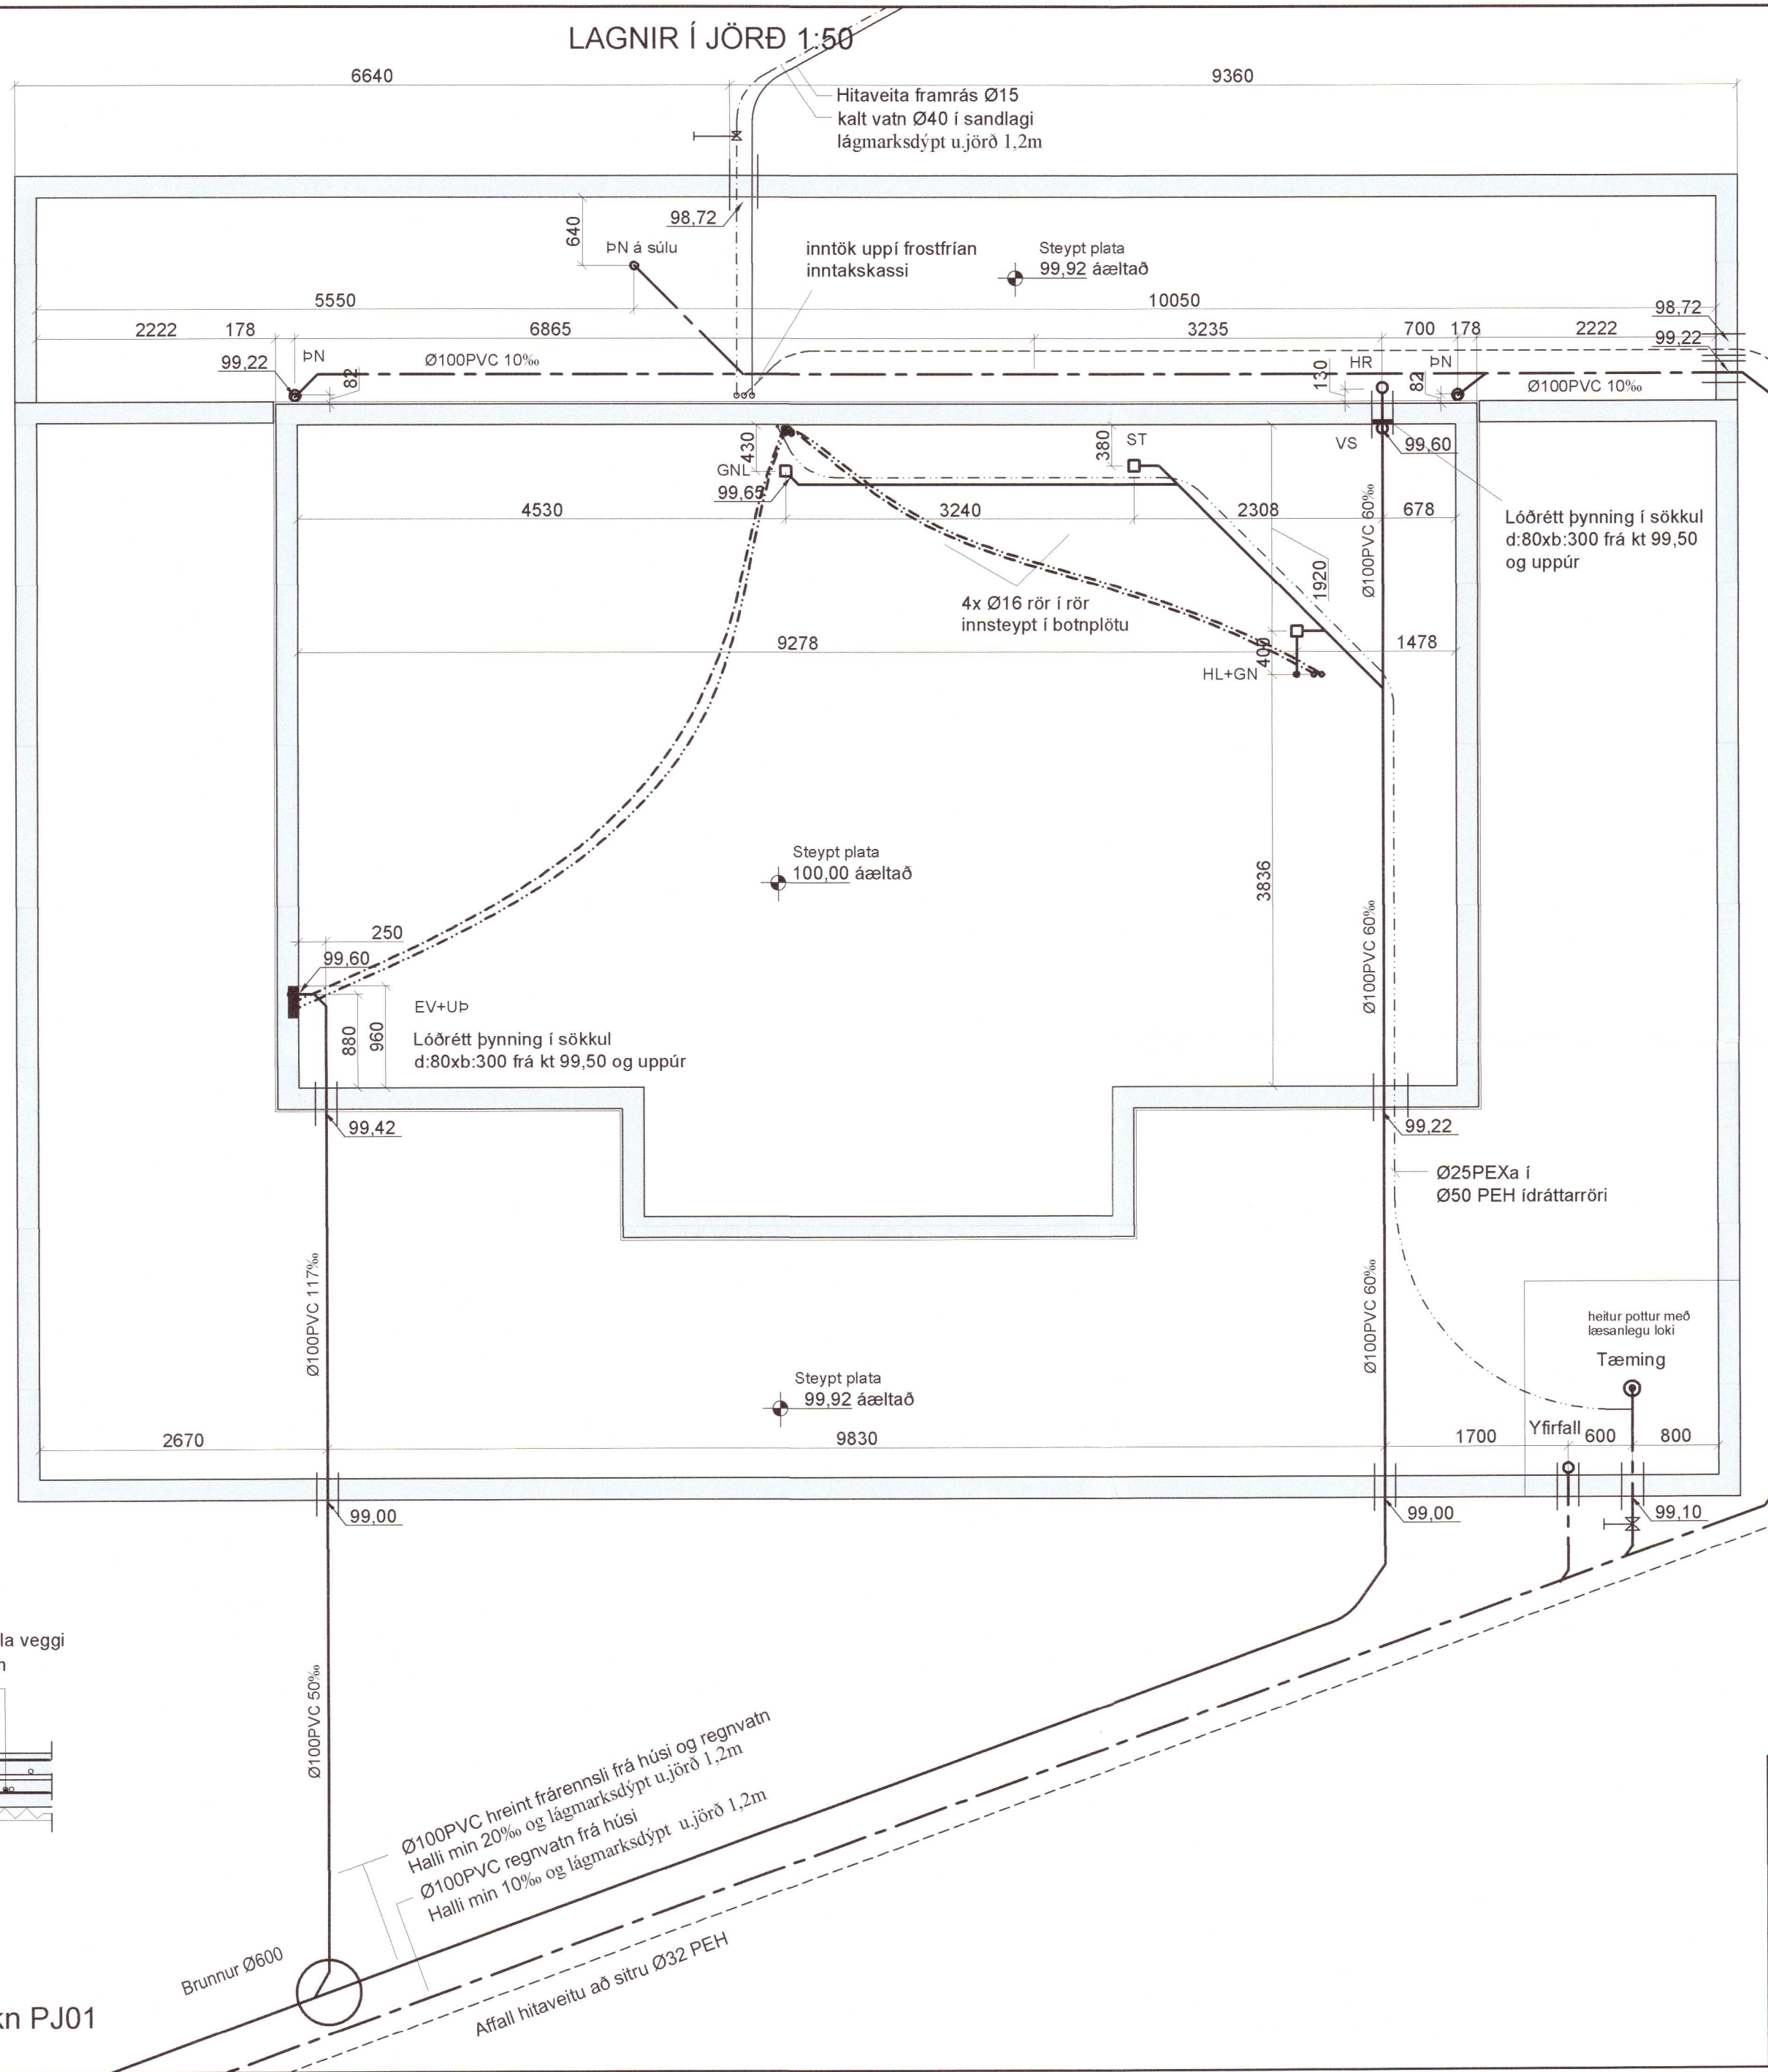 LAGNIR Í JÖRÐ 1:50
6640
9360
Hitaveita framrás Ø15
kalt vatn Ø40 í sandlagi
lágmarksdýpt u.jörð 1,2m
640
98,72
ÞN á súlu
inntök uppí frostfrían
inntakskassi
Steypt plata
99,92 áæltað
5550
10050
98,72
2222
178
6865
3235
700
178
2222
99,22
99,22
ÞN
82
Ø100PVC 10‰
130
HR
82
ÞN
Ø100PVC 10‰
430
GNL
99,65
380
ST
VS
99,60
4530
3240
2308
678
Ø100PVC 60‰
Lóðrétt þynning í sökkul
d:80xb:300 frá kt 99,50
og uppúr
1920
4x Ø16 rör í rör
innsteypt í botnplötu
9278
400
1478
HL+GN
Steypt plata
100,00 áæltað
3836
Ø100PVC 60‰
250
99,60
EV+UÞ
880
960
Lóðrétt þynning í sökkul
d:80xb:300 frá kt 99,50 og uppúr
99,42
99,22
Ø25PEXa í
Ø50 PEH ídráttarröri
Ø100PVC 117‰
Ø100PVC 60‰
heitur pottur með
læsanlegu loki
Tæming
Steypt plata
99,92 áæltað
2670
9830
1700
Yfirfall
600
800
99,00
99,00
99,10
la veggi
Ø100PVC 50‰
Ø100PVC hreint frárennsli frá húsi og regnvatn
Halli min 20‰ og lágmarksdýpt u.jörð 1,2m
Ø100PVC regnvatn frá húsi
Halli min 10‰ og lágmarksdýpt u.jörð 1,2m
Brunnur Ø600
Affall hitaveitu að sitru Ø32 PEH
kn PJ01